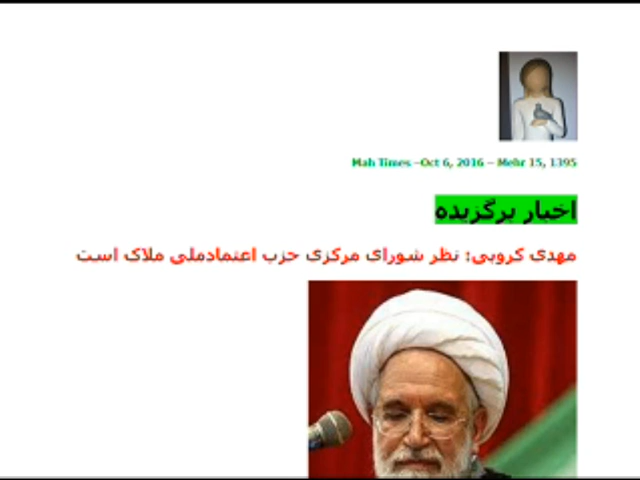 Mah Times –Oct 6, 2016 – Mehr 15, 1395
اخبار برگزیده
مهدی کروبی: نظر شورای مرکزی حزب اعتمادملی ملاک است